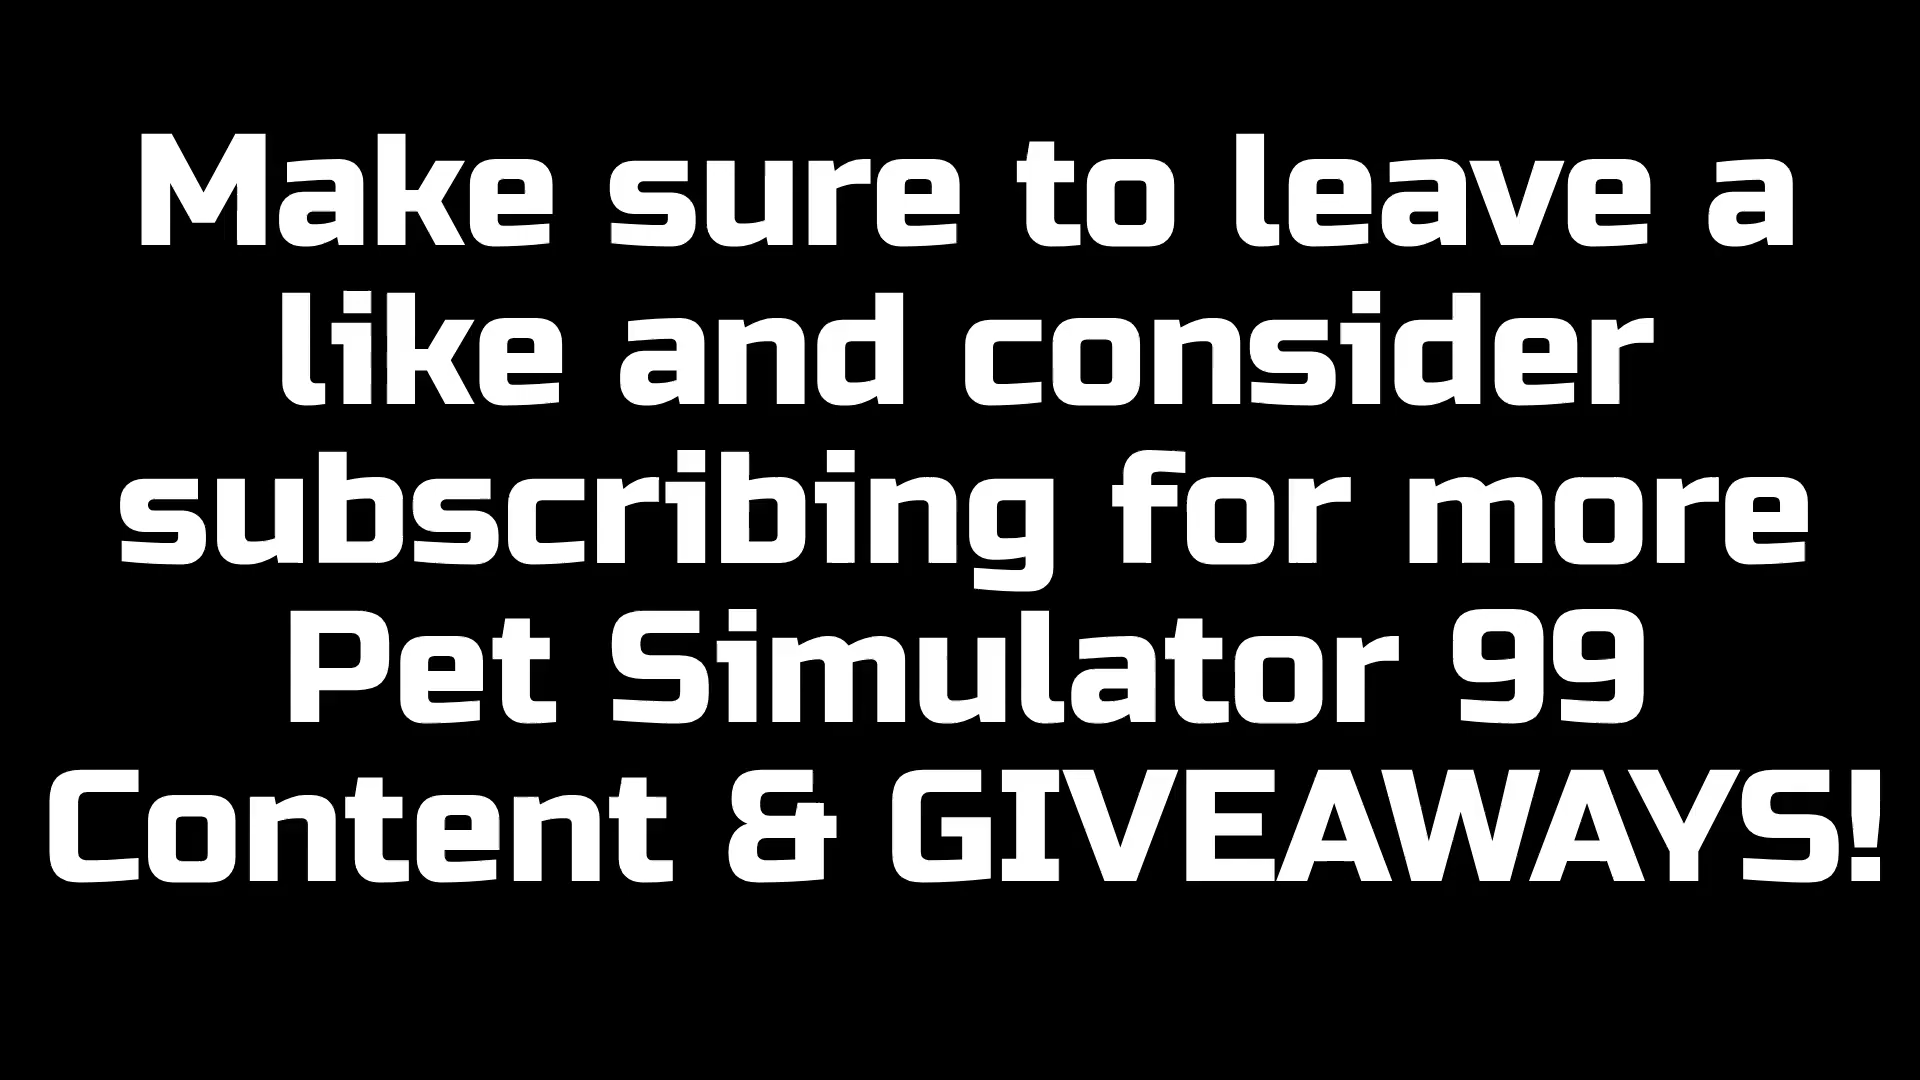 Make sure to leave a
like and consider
subscribing for more
Pet Simulator 99
Content & GIVEAWAYS!